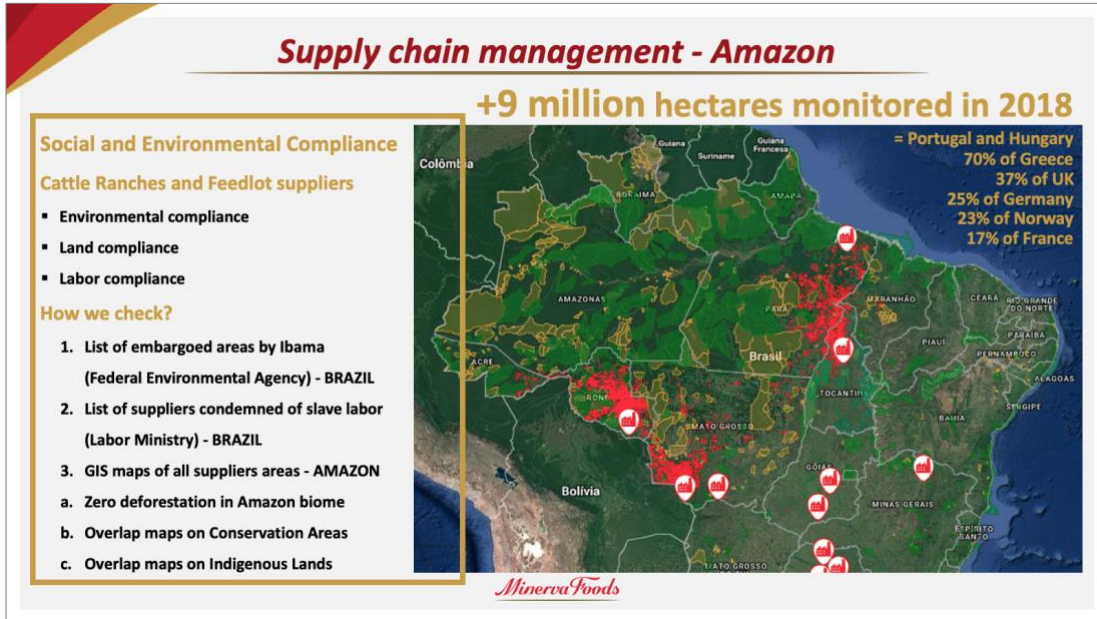 Supply chain management - Amazon
+9 million hectares monitored in 2018
Social and Environmental Compliance
Cattle Ranches and Feedlot suppliers
▪ Environmental compliance
▪ Land compliance
▪ Labor compliance
How we check?
1. List of embargoed areas by Ibama
(Federal Environmental Agency) - BRAZIL
2. List of suppliers condemned of slave labor
(Labor Ministry) - BRAZIL
3. GIS maps of all suppliers areas - AMAZON
a. Zero deforestation in Amazon biome
b. Overlap maps on Conservation Areas
c. Overlap maps on Indigenous Lands
= Portugal and Hungary
70% of Greece
37% of UK
25% of Germany
23% of Norway
17% of France
Colômbia
Guiana
Suriname
Guiana
Francesa
RORAIMA
AMAPÁ
AMAZONAS
PARÁ
MARANHÃO
CEARÁ
RIO GRANDE
DO NORTE
PARAÍBA
PERNAMBUCO
PIAUÍ
ALAGOAS
SERGIPE
ACRE
Brasil
TOCANTINS
BAHIA
MATO GROSSO
Bolívia
GOIÁS
MINAS GERAIS
ESPÍRITO
SANTO
MATO GROSSO
Minerva Foods